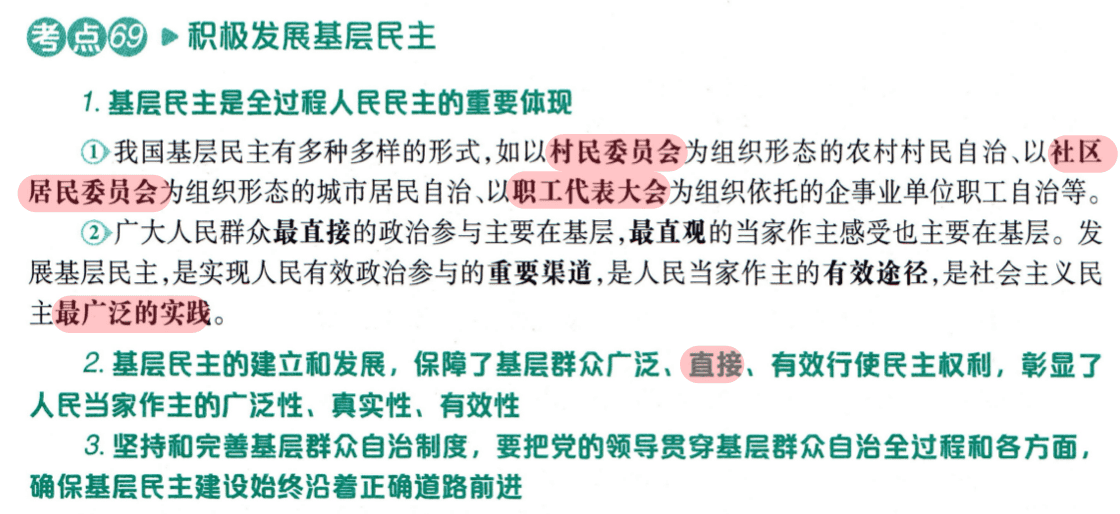 考点69 ▶ 积极发展基层民主
1. 基层民主是全过程人民民主的重要体现
①我国基层民主有多种多样的形式,如以村民委员会为组织形态的农村村民自治、以社区
居民委员会为组织形态的城市居民自治、以职工代表大会为组织依托的企事业单位职工自治等。
②广大人民群众最直接的政治参与主要在基层,最直观的当家作主感受也主要在基层。发
展基层民主,是实现人民有效政治参与的重要渠道,是人民当家作主的有效途径,是社会主义民
主最广泛的实践。
2. 基层民主的建立和发展，保障了基层群众广泛、直接、有效行使民主权利，彰显了
人民当家作主的广泛性、真实性、有效性
3. 坚持和完善基层群众自治制度，要把党的领导贯穿基层群众自治全过程和各方面，
确保基层民主建设始终沿着正确道路前进